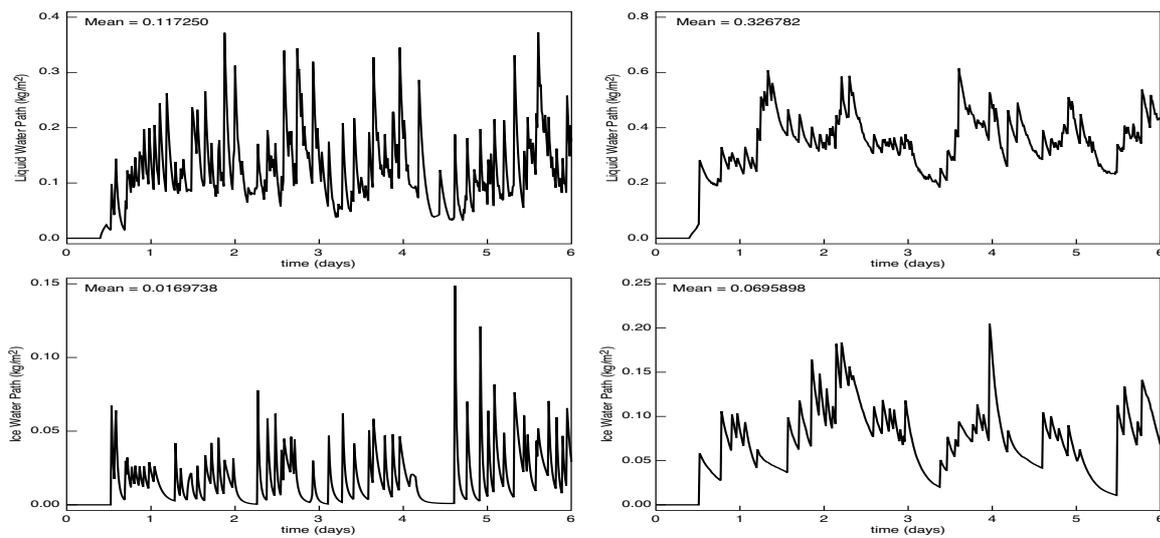 Mean = 0.117250
Liquid Water Path (kg/m²)
0.4
0.3
0.2
0.1
0.0
0 1 2 3 4 5 6
time (days)
Mean = 0.326782
Liquid Water Path (kg/m²)
0.8
0.6
0.4
0.2
0.0
0 1 2 3 4 5 6
time (days)
Mean = 0.0169738
Ice Water Path (kg/m²)
0.15
0.10
0.05
0.00
0 1 2 3 4 5 6
time (days)
Mean = 0.0695898
Ice Water Path (kg/m²)
0.25
0.20
0.15
0.10
0.05
0.00
0 1 2 3 4 5 6
time (days)